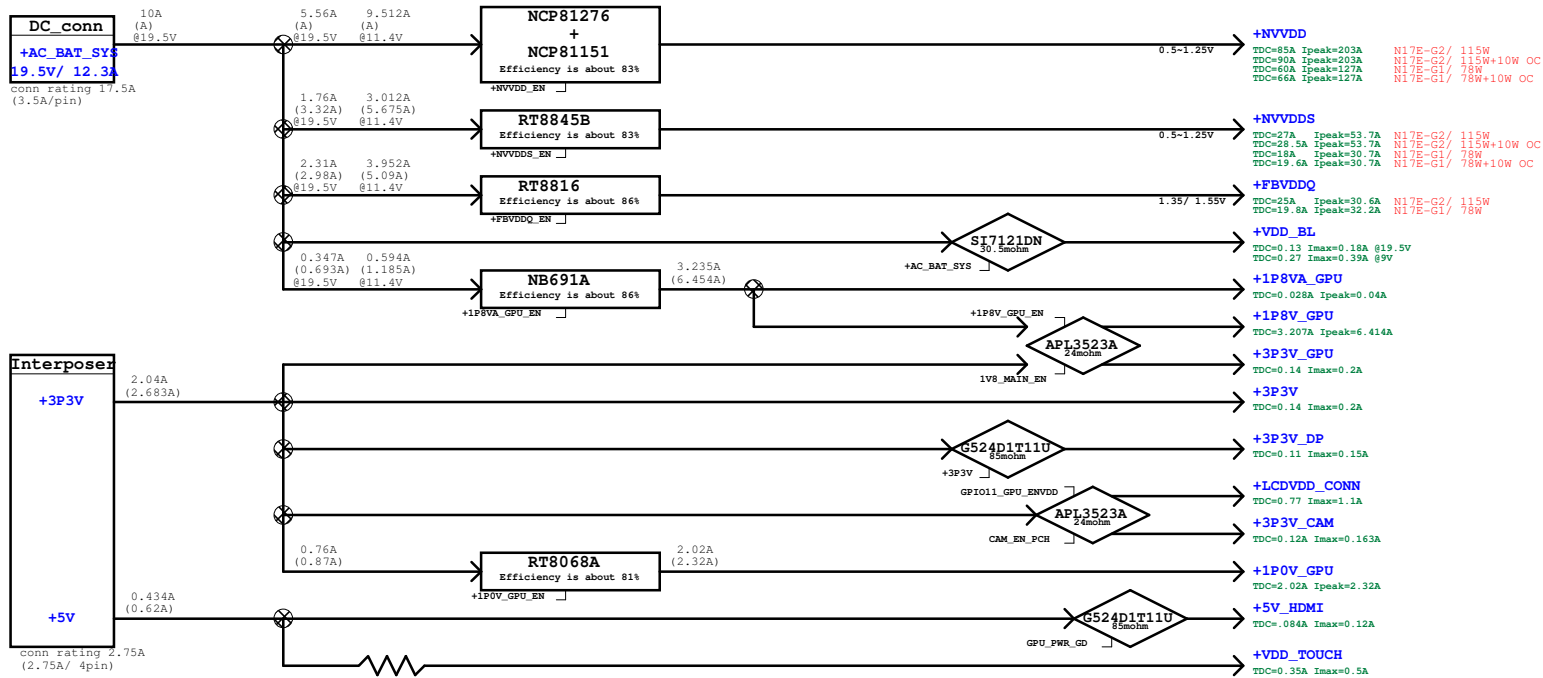 DC_conn
+AC_BAT_SYS
19.5V/ 12.3A
conn rating 17.5A
(3.5A/pin)
10A
(A)
@19.5V
5.56A 9.512A
(A) (A)
@19.5V @11.4V
NCP81276
+
NCP81151
Efficiency is about 83%
+NVVDD_EN
0.5~1.25V
+NVVDD
TDC=85A Ipeak=203A N17E-G2/ 115W
TDC=90A Ipeak=203A N17E-G2/ 115W+10W OC
TDC=60A Ipeak=127A N17E-G1/ 78W
TDC=66A Ipeak=127A N17E-G1/ 78W+10W OC
1.76A 3.012A
(3.32A) (5.675A)
@19.5V @11.4V
RT8845B
Efficiency is about 83%
+NVVDDS_EN
0.5~1.25V
+NVVDDS
TDC=27A Ipeak=53.7A N17E-G2/ 115W
TDC=28.5A Ipeak=53.7A N17E-G2/ 115W+10W OC
TDC=18A Ipeak=30.7A N17E-G1/ 78W
TDC=19.6A Ipeak=30.7A N17E-G1/ 78W+10W OC
2.31A 3.952A
(2.98A) (5.09A)
@19.5V @11.4V
RT8816
Efficiency is about 86%
+FBVDDQ_EN
1.35/ 1.55V
+FBVDDQ
TDC=25A Ipeak=30.6A N17E-G2/ 115W
TDC=19.8A Ipeak=32.2A N17E-G1/ 78W
SI7121DN
30.5mohm
+AC_BAT_SYS
+VDD_BL
TDC=0.13 Imax=0.18A @19.5V
TDC=0.27 Imax=0.39A @9V
0.347A 0.594A
(0.693A) (1.185A)
@19.5V @11.4V
NB691A
Efficiency is about 86%
+1P8VA_GPU_EN
3.235A
(6.454A)
+1P8VA_GPU
TDC=0.028A Ipeak=0.04A
+1P8V_GPU_EN
APL3523A
24mohm
1V8_MAIN_EN
+1P8V_GPU
TDC=3.207A Ipeak=6.414A
+3P3V_GPU
TDC=0.14 Imax=0.2A
Interposer
+3P3V
2.04A
(2.683A)
+3P3V
TDC=0.14 Imax=0.2A
G524D1T11U
85mohm
+3P3V
+3P3V_DP
TDC=0.11 Imax=0.15A
GPIO11_GPU_ENVDD
APL3523A
24mohm
CAM_EN_PCH
+LCDVDD_CONN
TDC=0.77 Imax=1.1A
+3P3V_CAM
TDC=0.12A Imax=0.163A
0.76A
(0.87A)
RT8068A
Efficiency is about 81%
+1P0V_GPU_EN
2.02A
(2.32A)
+1P0V_GPU
TDC=2.02A Ipeak=2.32A
+5V
0.434A
(0.62A)
conn rating 2.75A
(2.75A/ 4pin)
G524D1T11U
85mohm
GPU_PWR_GD
+5V_HDMI
TDC=.084A Imax=0.12A
+VDD_TOUCH
TDC=0.35A Imax=0.5A